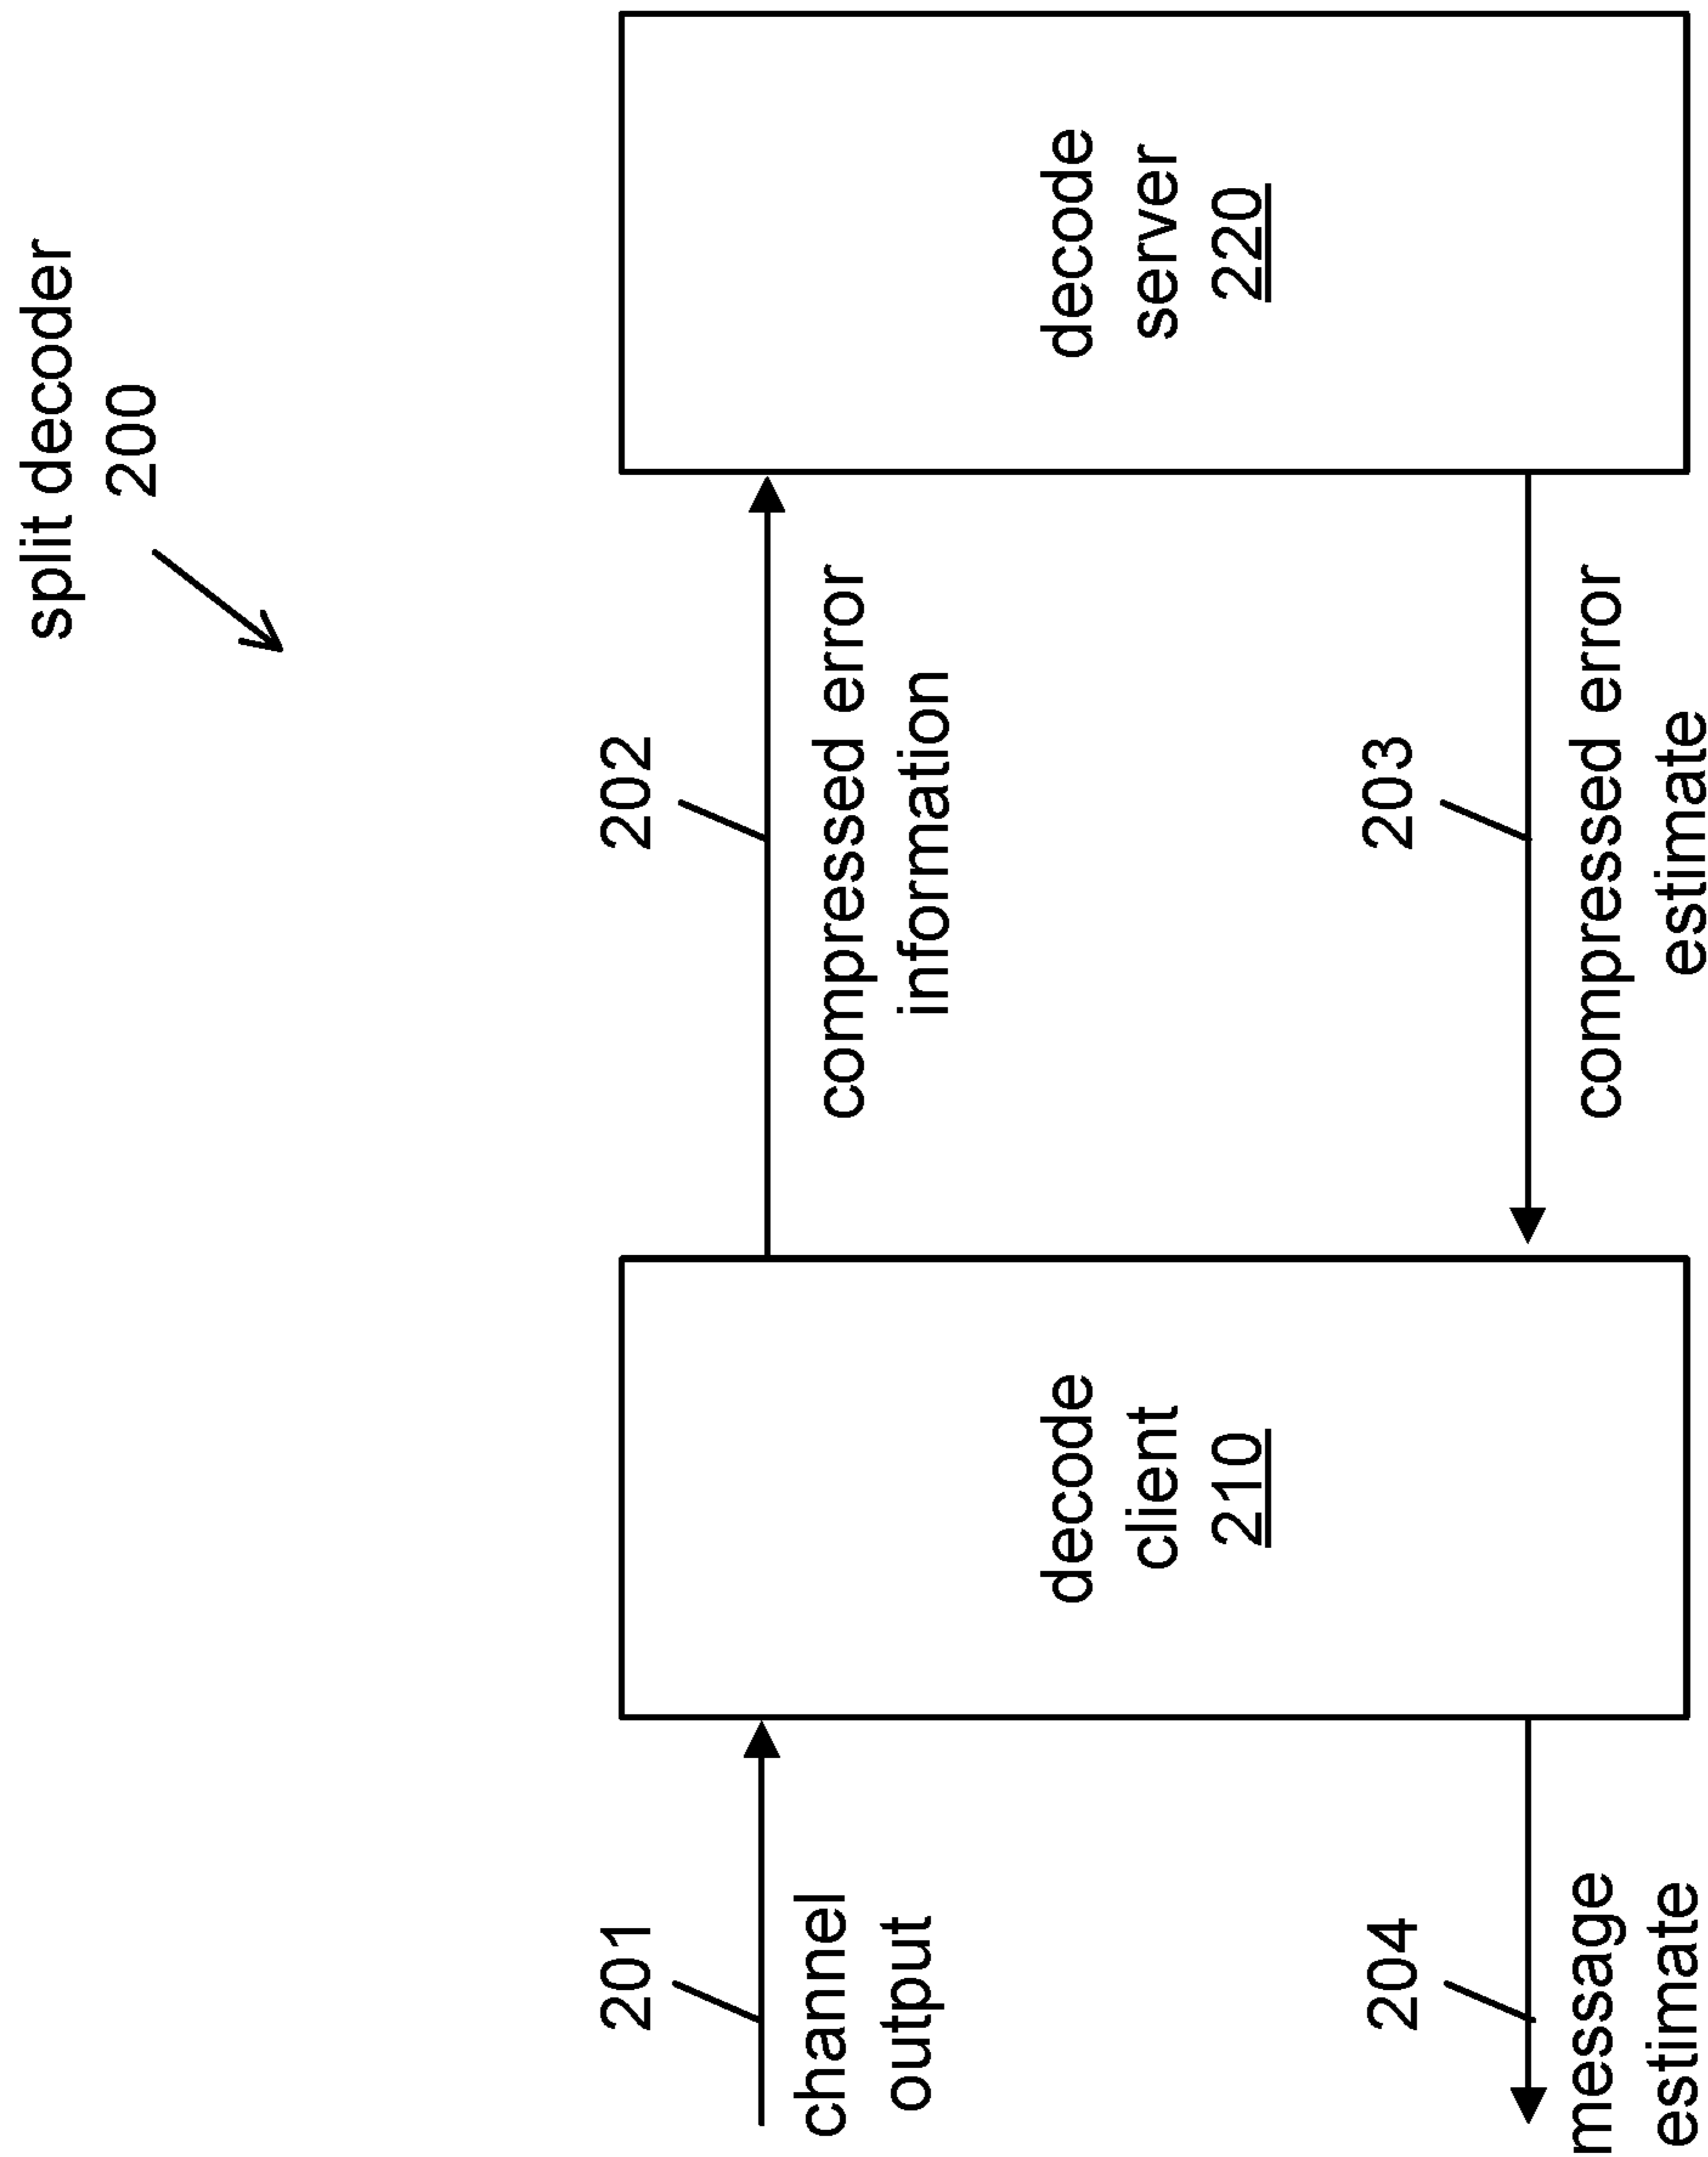 split decoder
200
201
channel
output
decode
client
210
202
compressed error
information
decode
server
220
203
compressed error
estimate
204
message
estimate